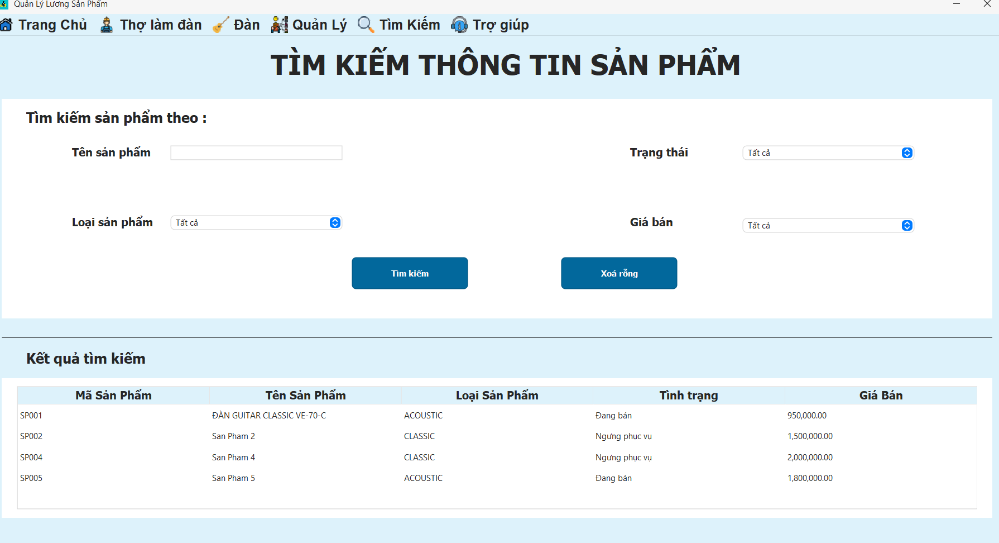 Quản Lý Lương Sản Phẩm
Trang Chủ Thợ làm đàn Đàn Quản Lý Tìm Kiếm Trợ giúp
TÌM KIẾM THÔNG TIN SẢN PHẨM
Tìm kiếm sản phẩm theo :
Tên sản phẩm Trạng thái Tất cả
Loại sản phẩm Tất cả Giá bán Tất cả
Tìm kiếm Xoá rỗng
Kết quả tìm kiếm
Mã Sản Phẩm Tên Sản Phẩm Loại Sản Phẩm Tình trạng Giá Bán
SP001 ĐÀN GUITAR CLASSIC VE-70-C ACOUSTIC Đang bán 950,000.00
SP002 San Pham 2 CLASSIC Ngưng phục vụ 1,500,000.00
SP004 San Pham 4 CLASSIC Ngưng phục vụ 2,000,000.00
SP005 San Pham 5 ACOUSTIC Đang bán 1,800,000.00